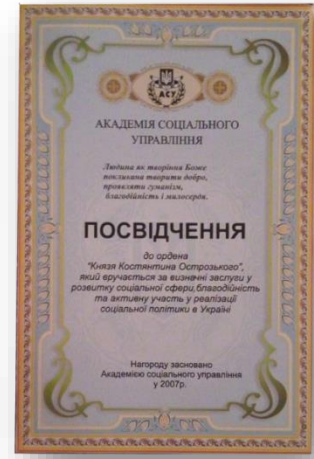 АСУ
АКАДЕМІЯ СОЦІАЛЬНОГО
УПРАВЛІННЯ
Людина як творіння Боже
покликана творити добро,
проявляти гуманізм,
благодійність і милосердя.
ПОСВІДЧЕННЯ
до ордена
"Князя Костянтина Острозького",
який вручається за визначні заслуги у
розвитку соціальної сфери,благодійність
та активну участь у реалізації
соціальної політики в Україні
Нагороду засновано
Академією соціального управління
у 2007р.